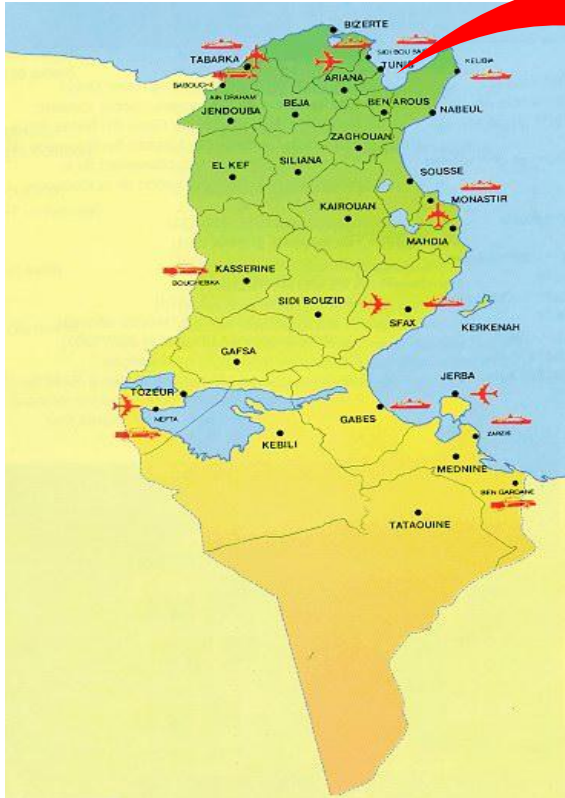 BIZERTE
TABARKA
SIDI BOU SAID
TUNIS
KELIBIA
BABOUCHE
ARIANA
AIN DRAHAM
BEJA
BEN AROUS
NABEUL
JENDOUBA
ZAGHOUAN
EL KEF
SILIANA
SOUSSE
MONASTIR
KAIROUAN
MAHDIA
KASSERINE
BOUCHEBKA
SIDI BOUZID
SFAX
KERKENAH
GAFSA
JERBA
TOZEUR
NEFTA
GABES
ZARZIS
KEBILI
MEDNINE
BEN GARDANE
TATAOUINE